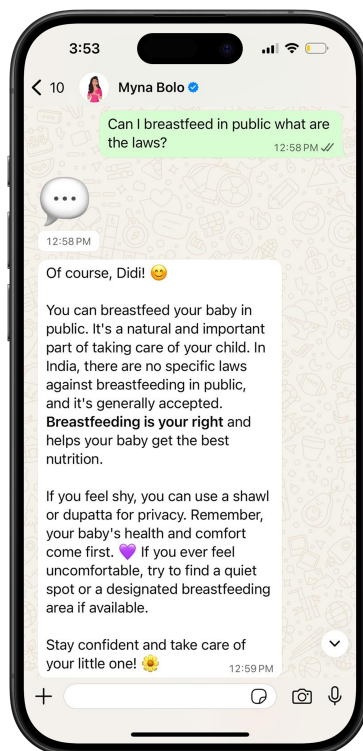 3:53
10 Myna Bolo
Can I breastfeed in public what are
the laws?
12:58 PM
12:58 PM
Of course, Didi! 😊
You can breastfeed your baby in
public. It's a natural and important
part of taking care of your child. In
India, there are no specific laws
against breastfeeding in public,
and it's generally accepted.
Breastfeeding is your right and
helps your baby get the best
nutrition.
If you feel shy, you can use a shawl
or dupatta for privacy. Remember,
your baby's health and comfort
come first. 💜 If you ever feel
uncomfortable, try to find a quiet
spot or a designated breastfeeding
area if available.
Stay confident and take care of
your little one! 🌼
12:59 PM